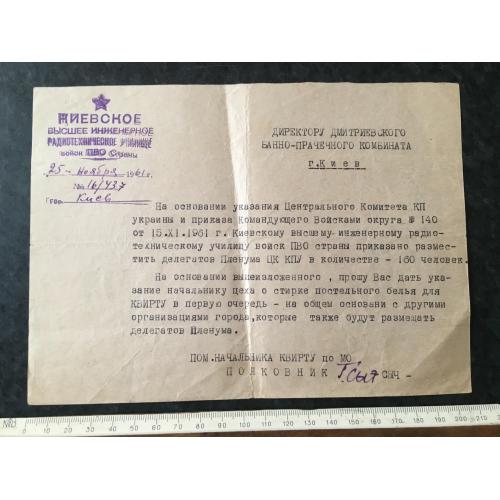 КИЕВСКОЕ
ВЫСШЕЕ ИНЖЕНЕРНОЕ
РАДИОТЕХНИЧЕСКОЕ УЧИЛИЩЕ
ВОЙСК ПВО Страны
25 ноября 1961 г.
№ 16/437
гор. Киев
ДИРЕКТОРУ ДМИТРИЕВСКОГО
БАННО-ПРАЧЕЧНОГО КОМБИНАТА
г. Киев
На основании указания Центрального Комитета КП
украины и приказа Командующего Войсками округа № 140
от 15.XI.1961 г. Киевскому высшему инженерному радио-
техническому училищу войск ПВО страны приказано размес-
тить делегатов Пленума ЦК КПУ в количестве - 160 человек.
На основании вышеизложенного , прошу Вас дать ука-
зание начальнику цеха о стирке постельного белья для
КВИРТУ в первую очередь - на общем основани с другими
организациями города,которые также будут размещать
делегатов Пленума.
ПОМ.НАЧАЛЬНИКА КВИРТУ по МО
ПОЛКОВНИК Г.Сыч СЫЧ -